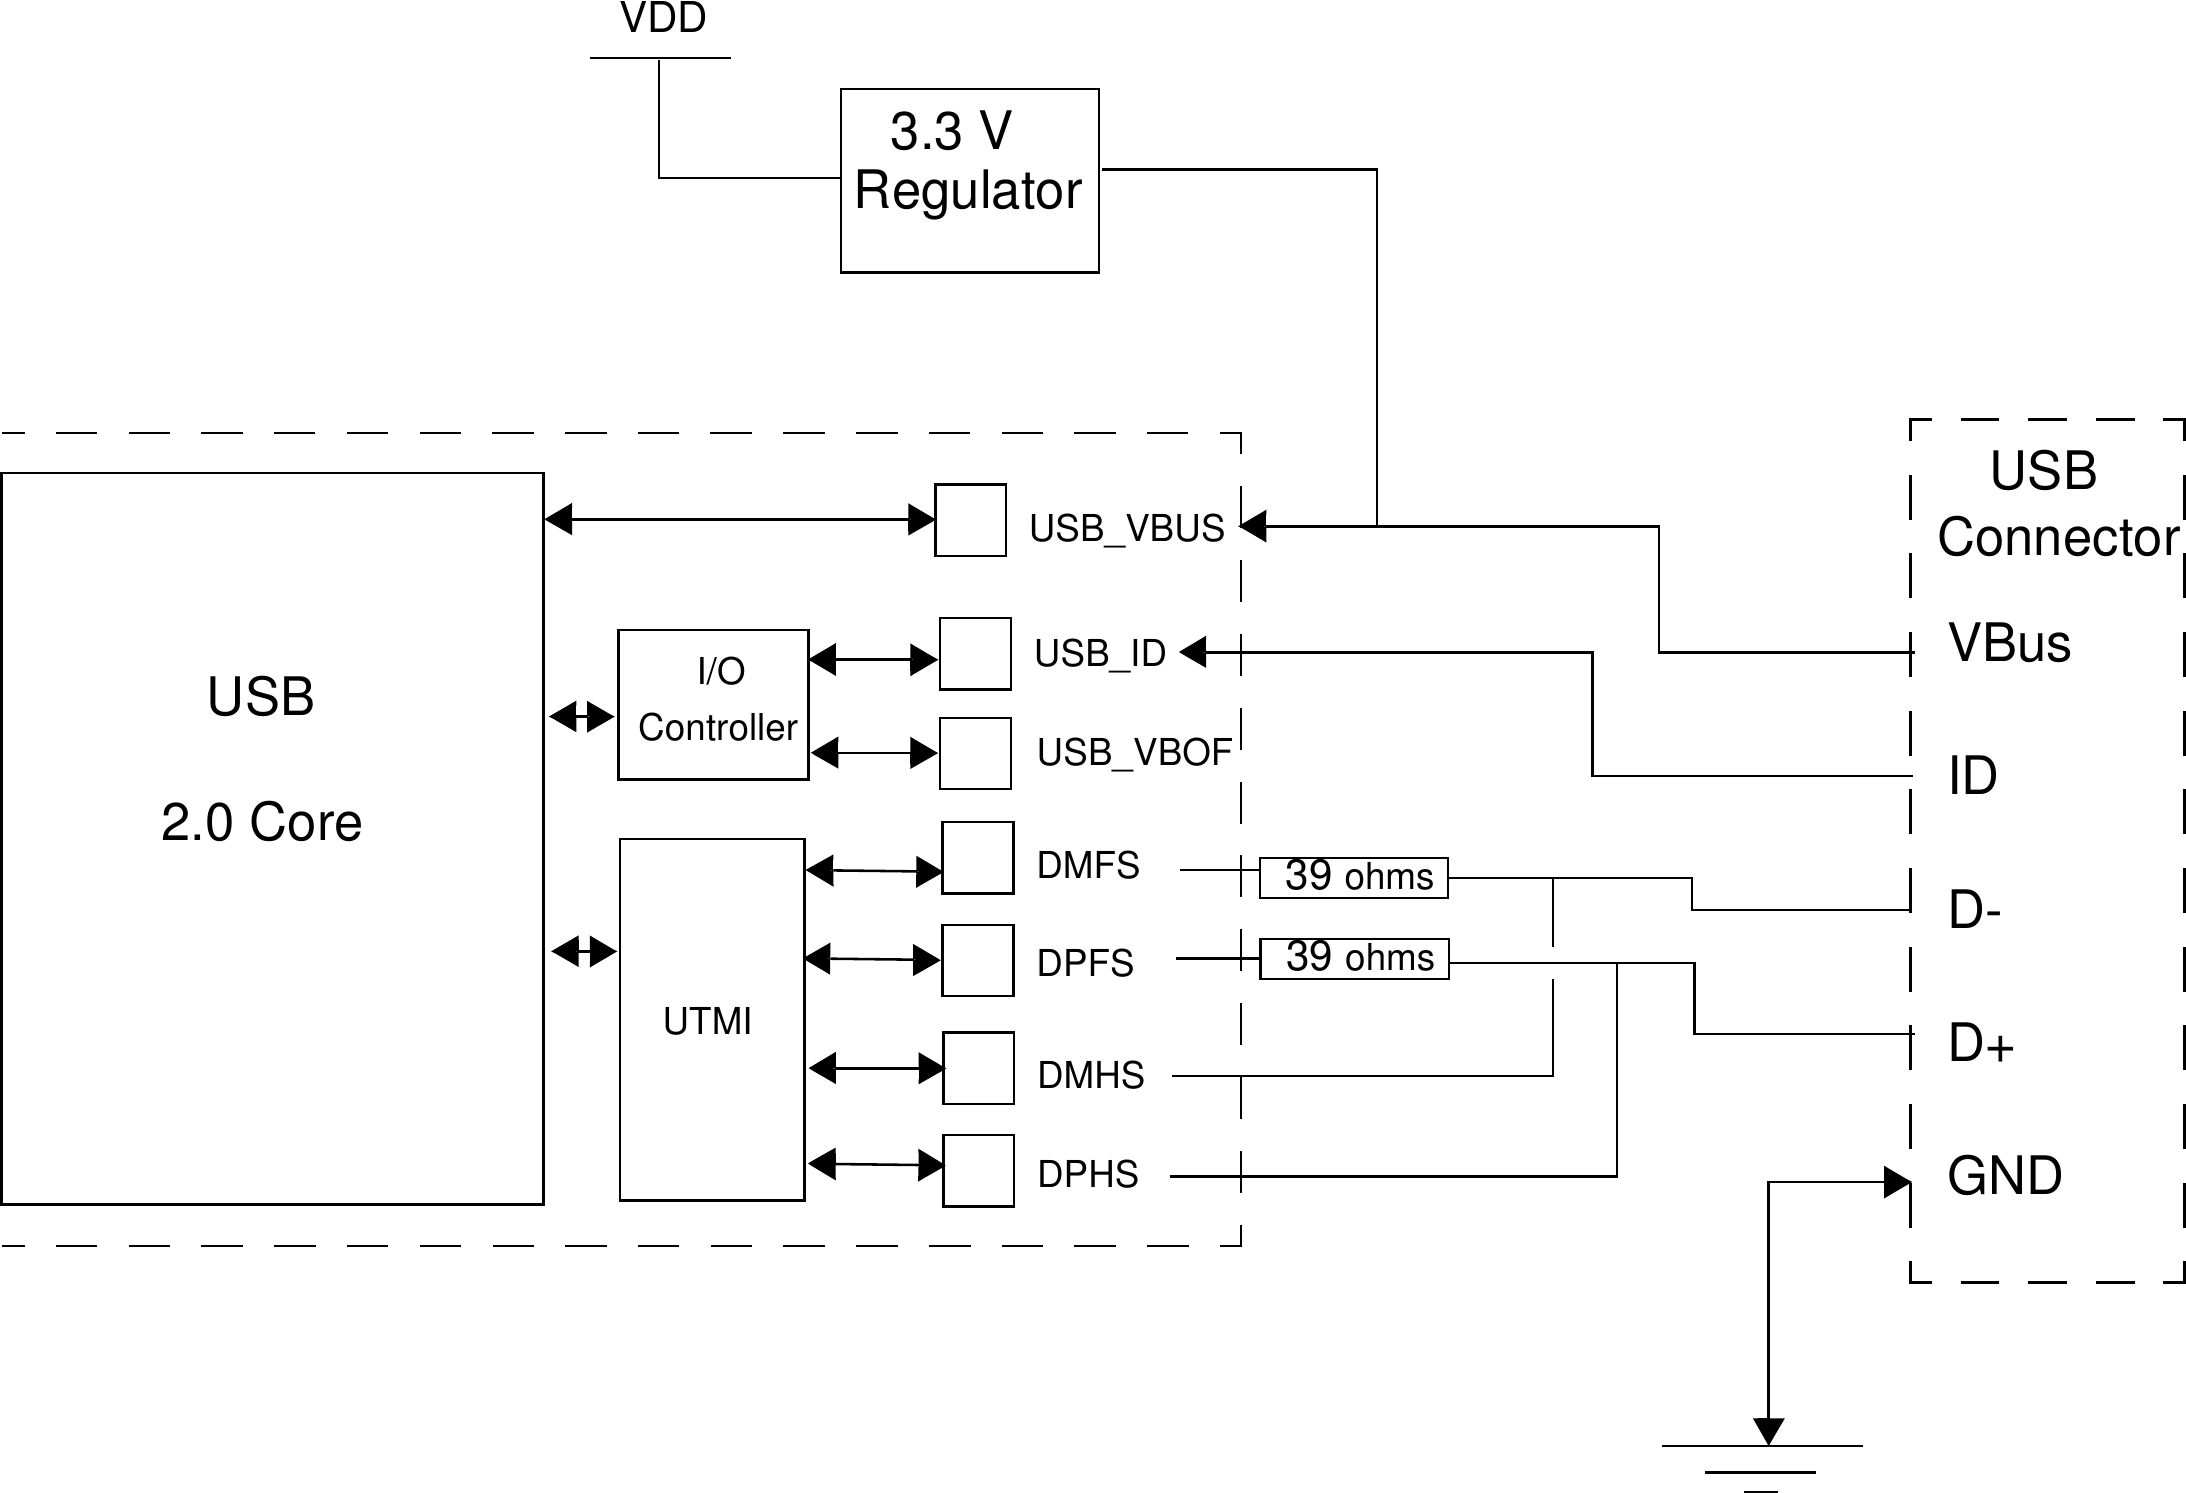 VDD
3.3 V
Regulator
USB
2.0 Core
I/O
Controller
UTMI
USB_VBUS
USB_ID
USB_VBOF
DMFS
DPFS
DMHS
DPHS
39 ohms
39 ohms
USB
Connector
VBus
ID
D-
D+
GND